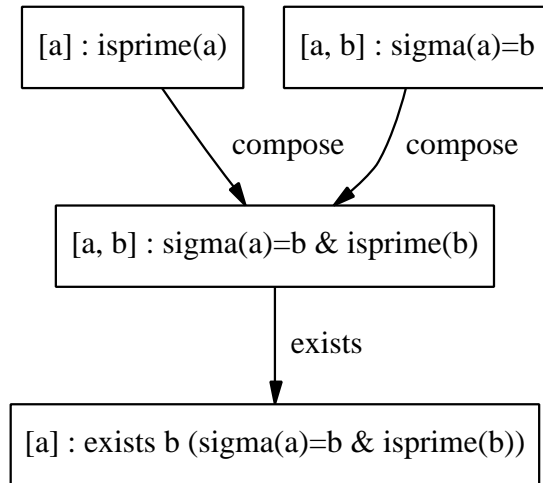 [a] : isprime(a)
[a, b] : sigma(a)=b
compose
compose
[a, b] : sigma(a)=b & isprime(b)
exists
[a] : exists b (sigma(a)=b & isprime(b))